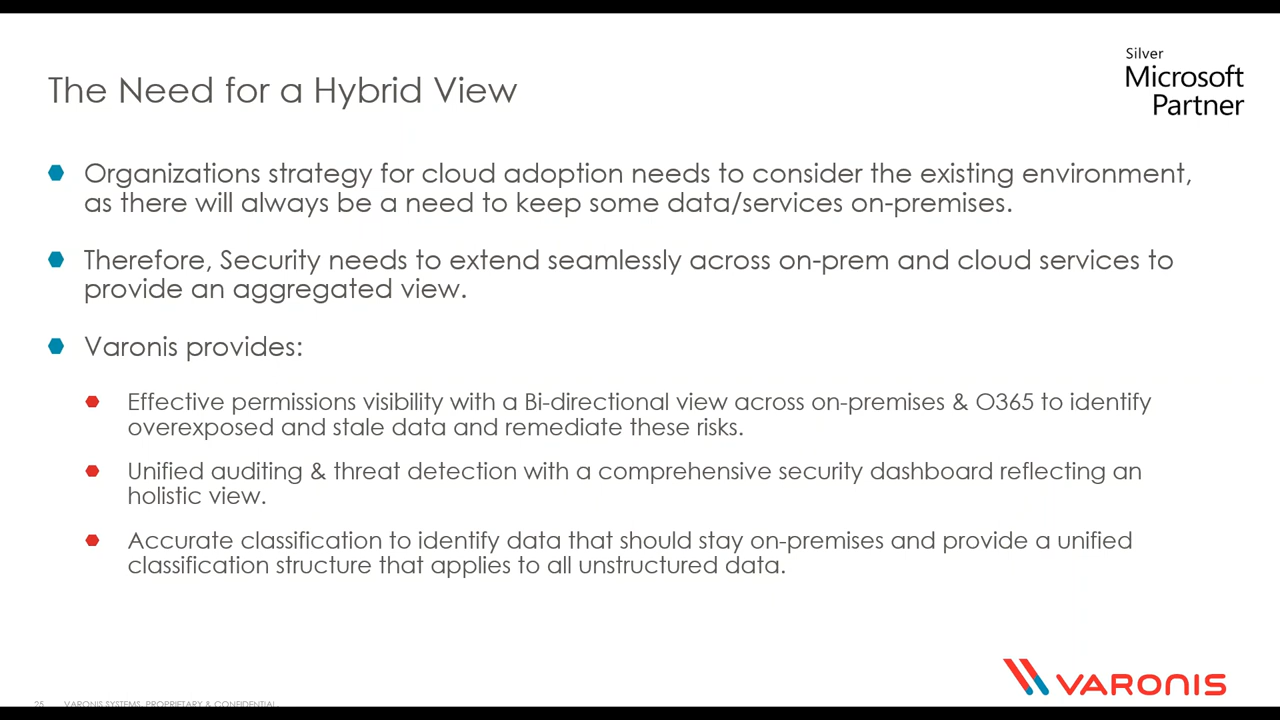 Silver
Microsoft
Partner
The Need for a Hybrid View
Organizations strategy for cloud adoption needs to consider the existing environment,
as there will always be a need to keep some data/services on-premises.
Therefore, Security needs to extend seamlessly across on-prem and cloud services to
provide an aggregated view.
Varonis provides:
Effective permissions visibility with a Bi-directional view across on-premises & O365 to identify
overexposed and stale data and remediate these risks.
Unified auditing & threat detection with a comprehensive security dashboard reflecting an
holistic view.
Accurate classification to identify data that should stay on-premises and provide a unified
classification structure that applies to all unstructured data.
VARONIS
25 VARONIS SYSTEMS. PROPRIETARY & CONFIDENTIAL